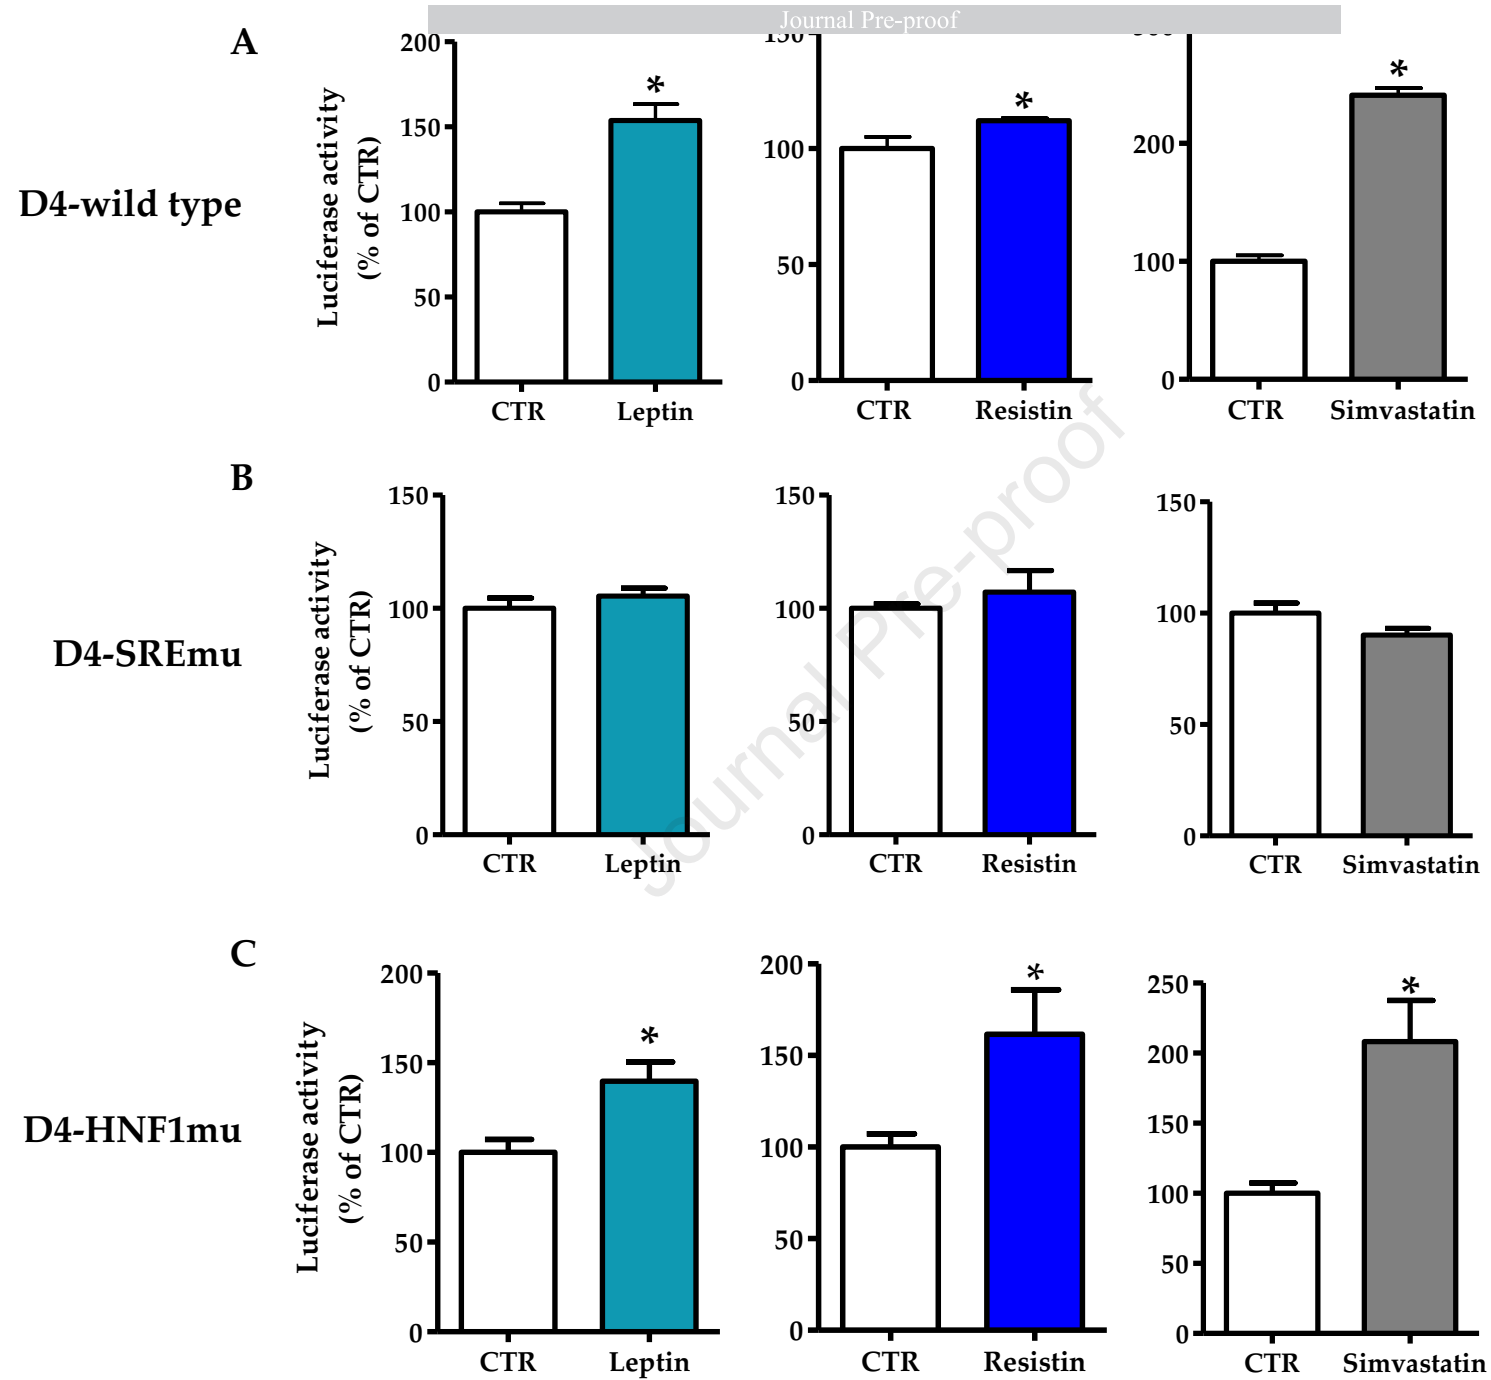 Journal Pre-proof
A
D4-wild type
Luciferase activity
(% of CTR)
200
150
100
50
0
*
CTR Leptin
150
100
50
0
*
CTR Resistin
200
100
0
*
CTR Simvastatin
B
D4-SREmu
Luciferase activity
(% of CTR)
150
100
50
0
CTR Leptin
150
100
50
0
CTR Resistin
150
100
50
0
CTR Simvastatin
C
D4-HNF1mu
Luciferase activity
(% of CTR)
200
150
100
50
0
*
CTR Leptin
200
150
100
50
0
*
CTR Resistin
250
200
150
100
50
0
*
CTR Simvastatin
Journal Pre-proof